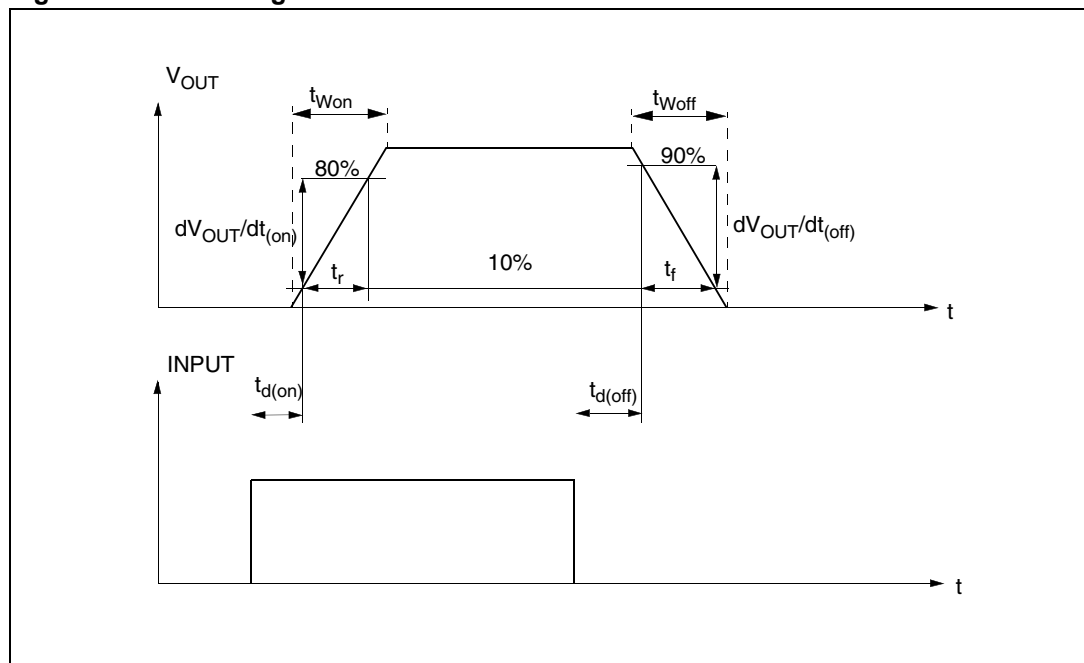 V_OUT
t_Won
t_Woff
80%
90%
dV_OUT/dt_(on)
dV_OUT/dt_(off)
t_r
10%
t_f
t
INPUT
t_d(on)
t_d(off)
t